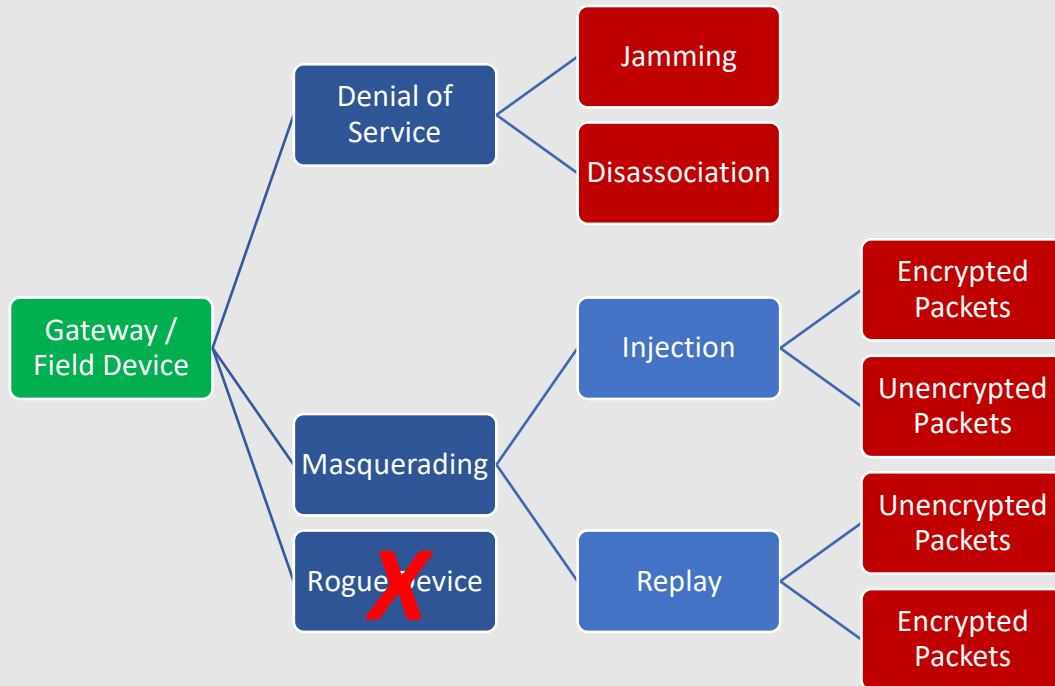 Jamming
Denial of
Service
Disassociation
Encrypted
Packets
Gateway /
Field Device
Injection
Unencrypted
Packets
Masquerading
Unencrypted
Packets
Rogue Device
X
Replay
Encrypted
Packets